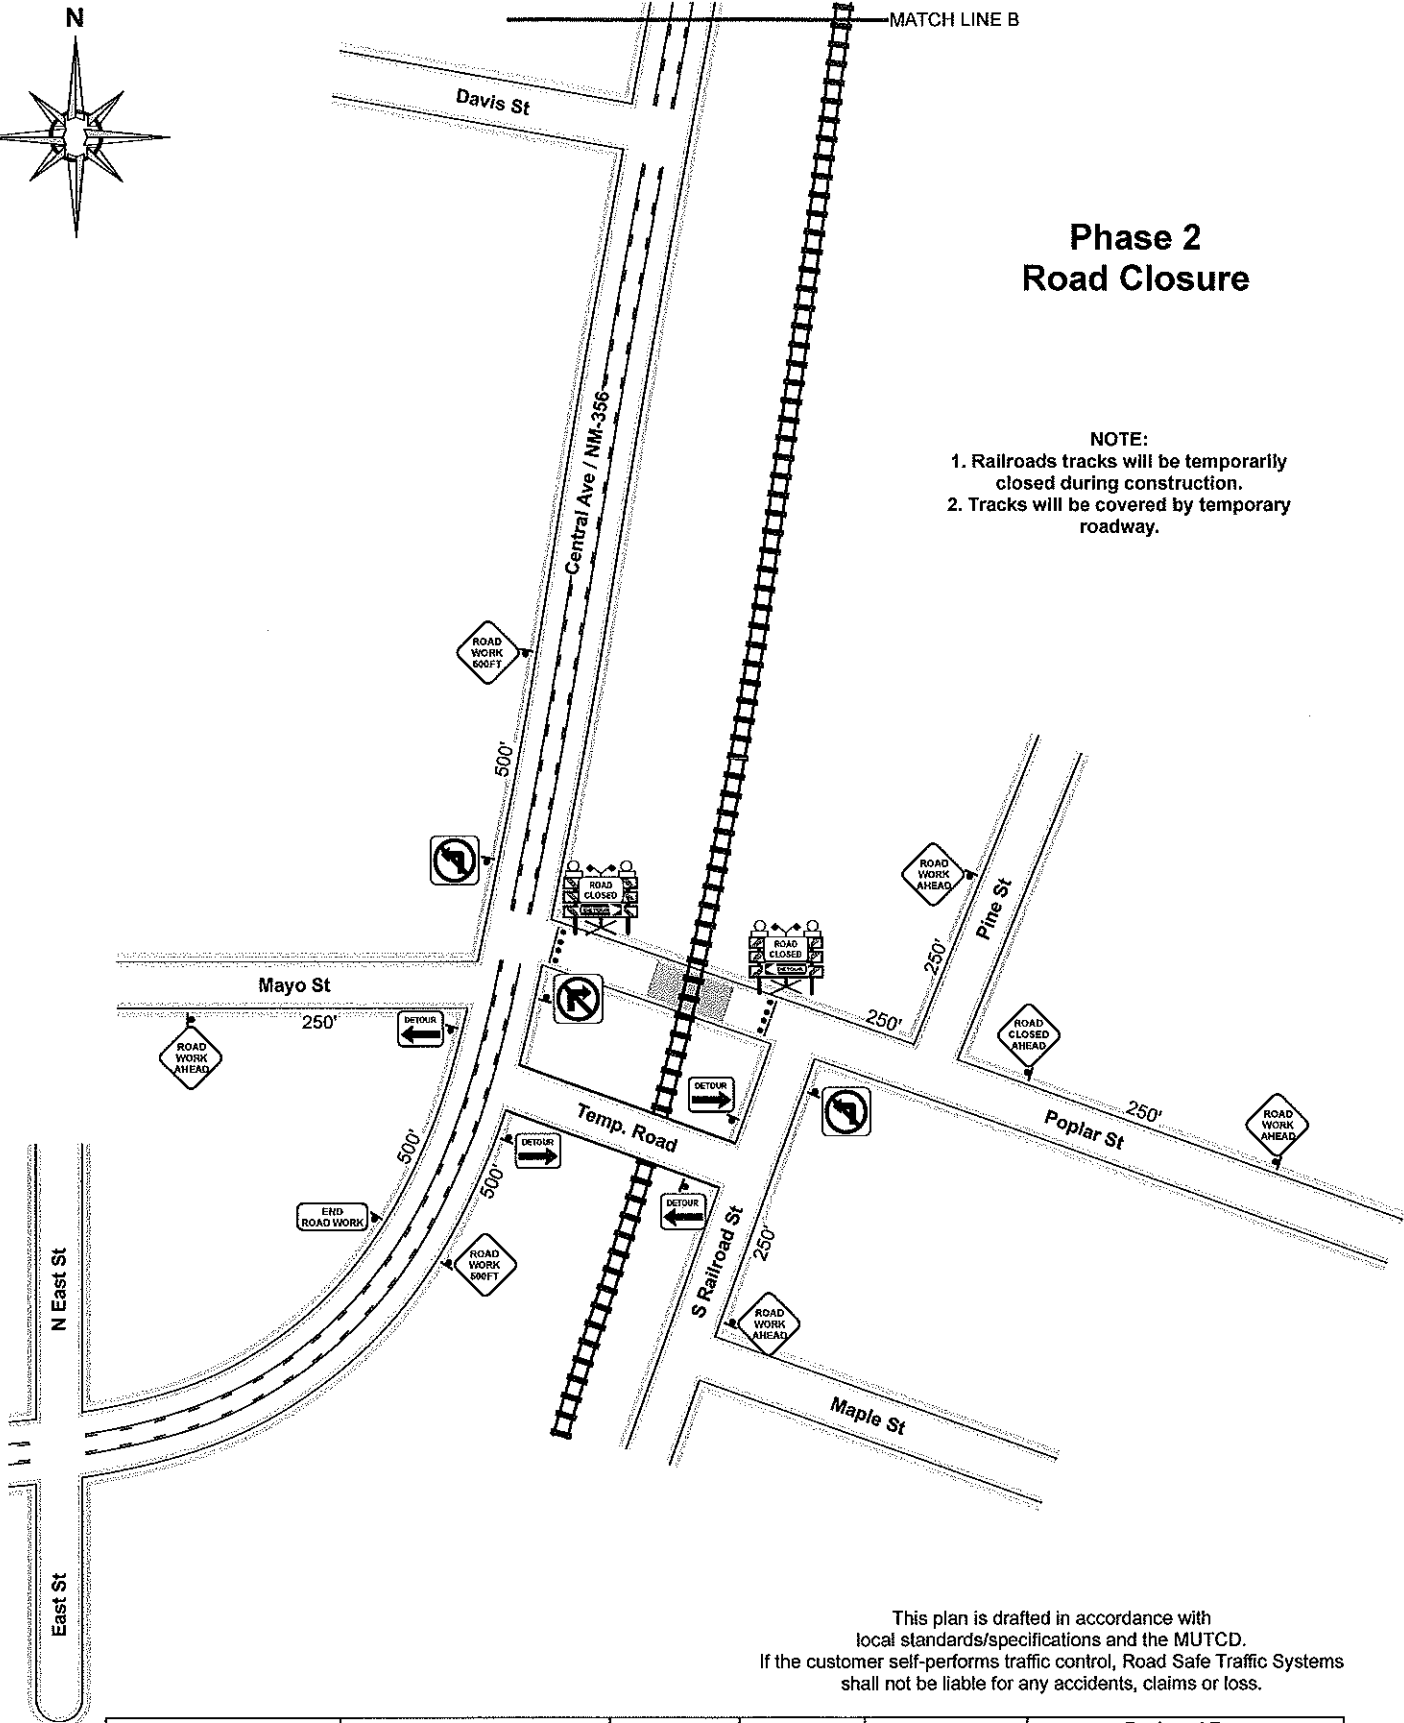 N
MATCH LINE B
Davis St
Phase 2
Road Closure
Central Ave / NM-356
NOTE:
1. Railroads tracks will be temporarily
closed during construction.
2. Tracks will be covered by temporary
roadway.
ROAD
WORK
500FT
500'
ROAD
CLOSED
DETOUR
ROAD
CLOSED
DETOUR
ROAD
WORK
AHEAD
Pine St
250'
Mayo St
250'
DETOUR
ROAD
WORK
AHEAD
250'
ROAD
CLOSED
AHEAD
250'
ROAD
WORK
AHEAD
Poplar St
DETOUR
Temp. Road
DETOUR
500'
500'
DETOUR
END
ROAD WORK
ROAD
WORK
500FT
S Railroad St
250'
ROAD
WORK
AHEAD
N East St
Maple St
East St
This plan is drafted in accordance with
local standards/specifications and the MUTCD.
If the customer self-performs traffic control, Road Safe Traffic Systems
shall not be liable for any accidents, claims or loss.